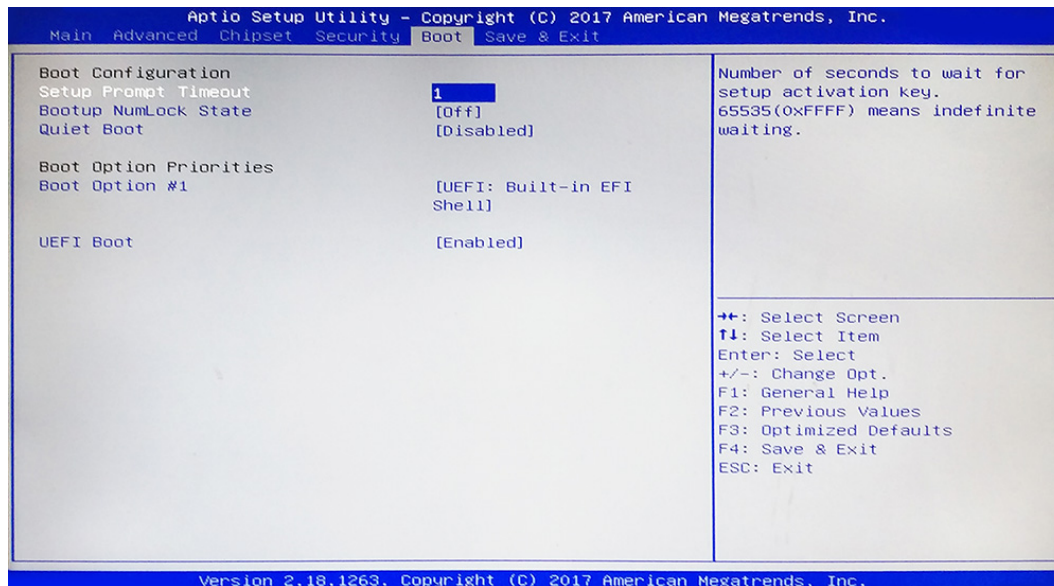 Aptio Setup Utility – Copyright (C) 2017 American Megatrends, Inc.
Main Advanced Chipset Security Boot Save & Exit
Boot Configuration
Setup Prompt Timeout 1
Bootup NumLock State [Off]
Quiet Boot [Disabled]
Boot Option Priorities
Boot Option #1 [UEFI: Built-in EFI
Shell]
UEFI Boot [Enabled]
Number of seconds to wait for
setup activation key.
65535(0xFFFF) means indefinite
waiting.
→←: Select Screen
↑↓: Select Item
Enter: Select
+/-: Change Opt.
F1: General Help
F2: Previous Values
F3: Optimized Defaults
F4: Save & Exit
ESC: Exit
Version 2.18.1263. Copyright (C) 2017 American Megatrends, Inc.